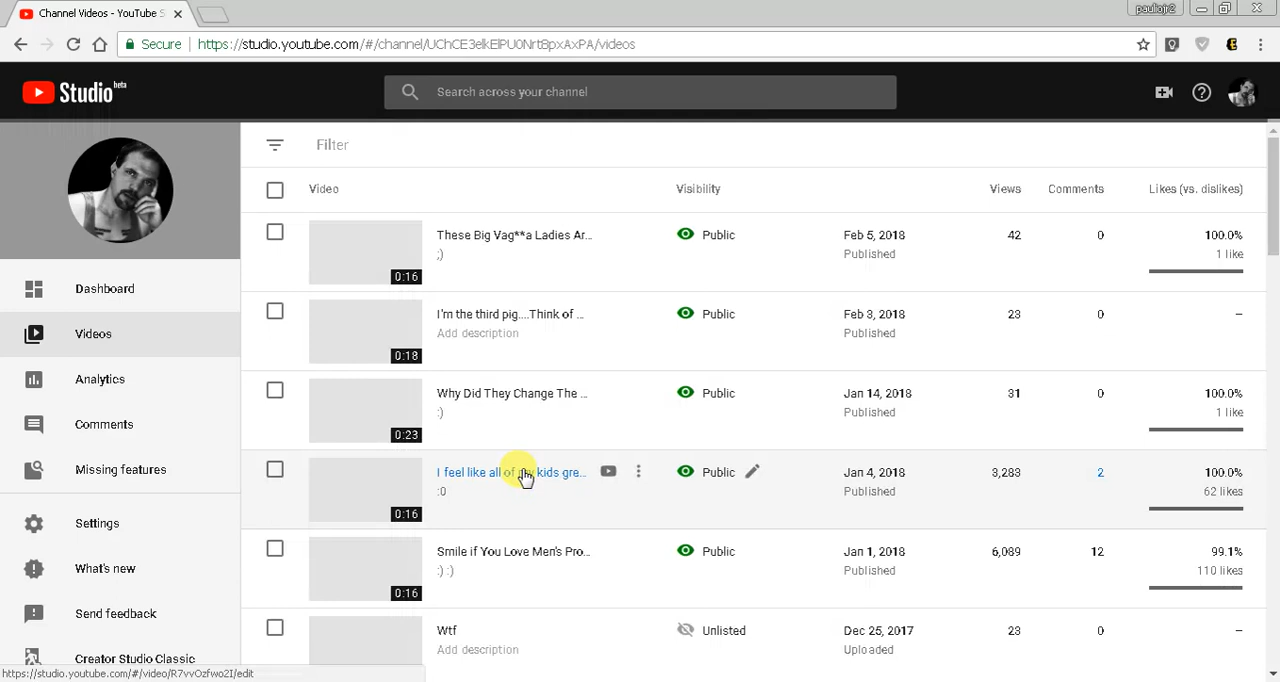 Channel Videos - YouTube S
pauliajr2
Secure https://studio.youtube.com/#/channel/UChCE3elkElPU0Nrt8pxAxPA/videos
Studio beta
Search across your channel
Filter
Video Visibility Views Comments Likes (vs. dislikes)
These Big Vag**a Ladies Ar... Public Feb 5, 2018 42 0 100.0%
;) Published 1 like
0:16
I'm the third pig....Think of ... Public Feb 3, 2018 23 0 –
Add description Published
0:18
Why Did They Change The ... Public Jan 14, 2018 31 0 100.0%
:) Published 1 like
0:23
I feel like all of my kids gre... Public Jan 4, 2018 3,283 2 100.0%
:0 Published 62 likes
0:16
Smile if You Love Men's Pro... Public Jan 1, 2018 6,089 12 99.1%
:) :) Published 110 likes
0:16
Wtf Unlisted Dec 25, 2017 23 0 –
Add description Uploaded
Dashboard
Videos
Analytics
Comments
Missing features
Settings
What's new
Send feedback
Creator Studio Classic
https://studio.youtube.com/#/video/R7vvOzfwo2I/edit